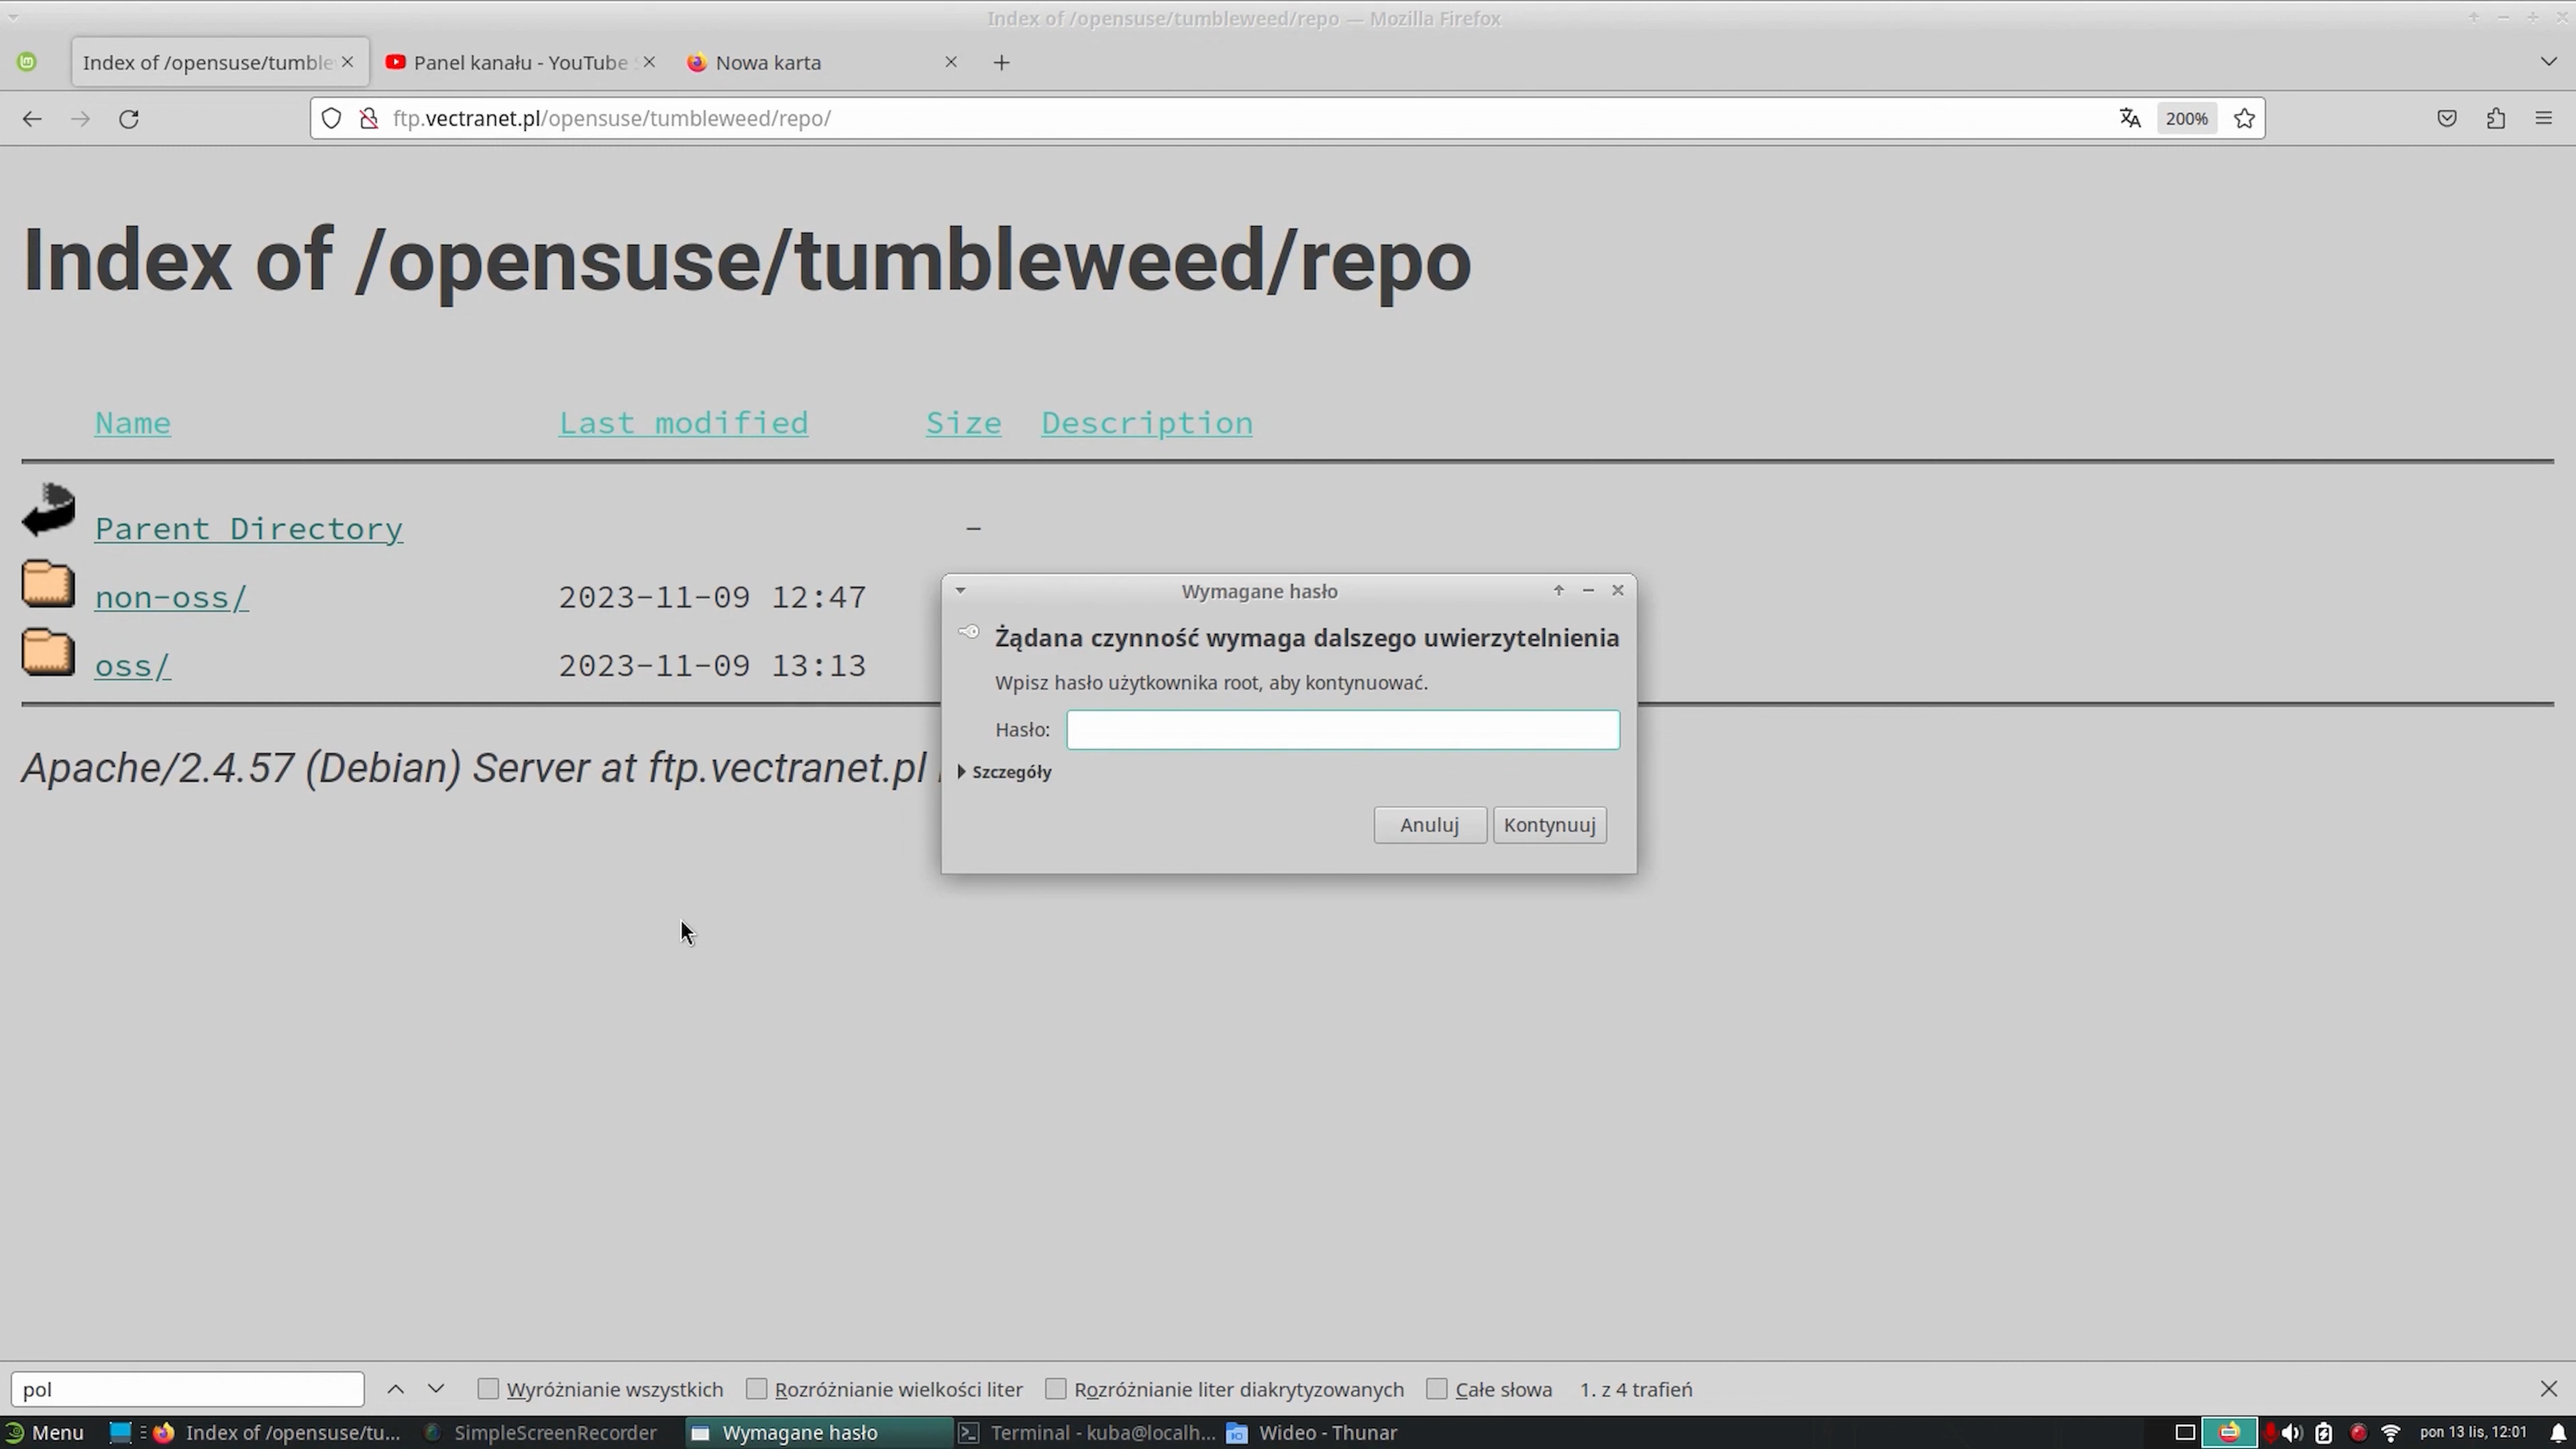 Index of /opensuse/tumbleweed/repo — Mozilla Firefox
Index of /opensuse/tumble
Panel kanału - YouTube
Nowa karta
ftp.vectranet.pl/opensuse/tumbleweed/repo/
200%
Index of /opensuse/tumbleweed/repo
Name Last modified Size Description
Parent Directory -
non-oss/ 2023-11-09 12:47
oss/ 2023-11-09 13:13
Apache/2.4.57 (Debian) Server at ftp.vectranet.pl
Wymagane hasło
Żądana czynność wymaga dalszego uwierzytelnienia
Wpisz hasło użytkownika root, aby kontynuować.
Hasło:
Szczegóły
Anuluj Kontynuuj
pol Wyróżnianie wszystkich Rozróżnianie wielkości liter Rozróżnianie liter diakrytyzowanych Całe słowa 1. z 4 trafień
Menu Index of /opensuse/tu... SimpleScreenRecorder Wymagane hasło Terminal - kuba@localh... Wideo - Thunar pon 13 lis, 12:01